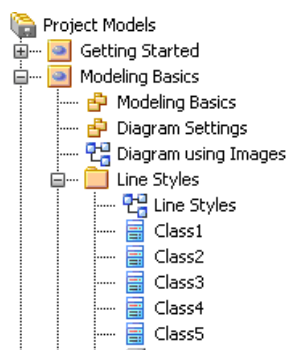 Project Models
Getting Started
Modeling Basics
Modeling Basics
Diagram Settings
Diagram using Images
Line Styles
Line Styles
Class1
Class2
Class3
Class4
Class5